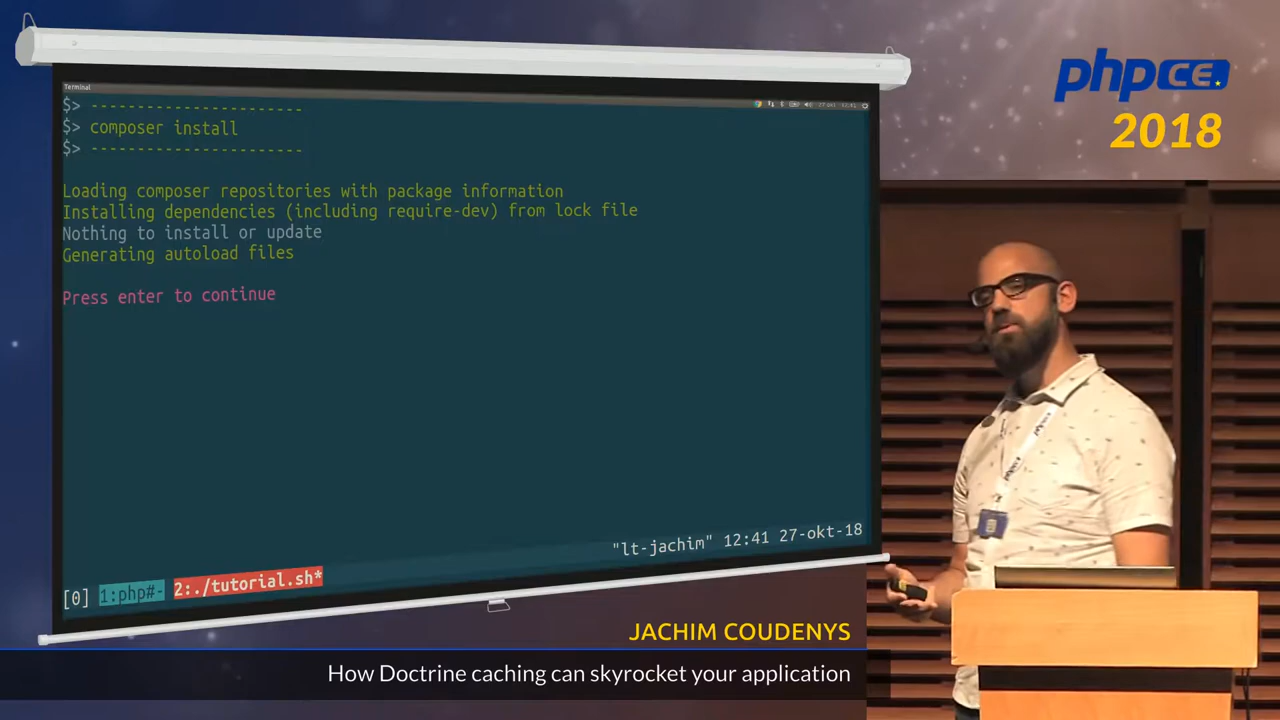 Terminal
$> -----------------------
$> composer install
$> -----------------------
Loading composer repositories with package information
Installing dependencies (including require-dev) from lock file
Nothing to install or update
Generating autoload files
Press enter to continue
"lt-jachim" 12:41 27-okt-18
[0] 1:php#- 2:./tutorial.sh*
phpce
2018
JACHIM COUDENYS
How Doctrine caching can skyrocket your application